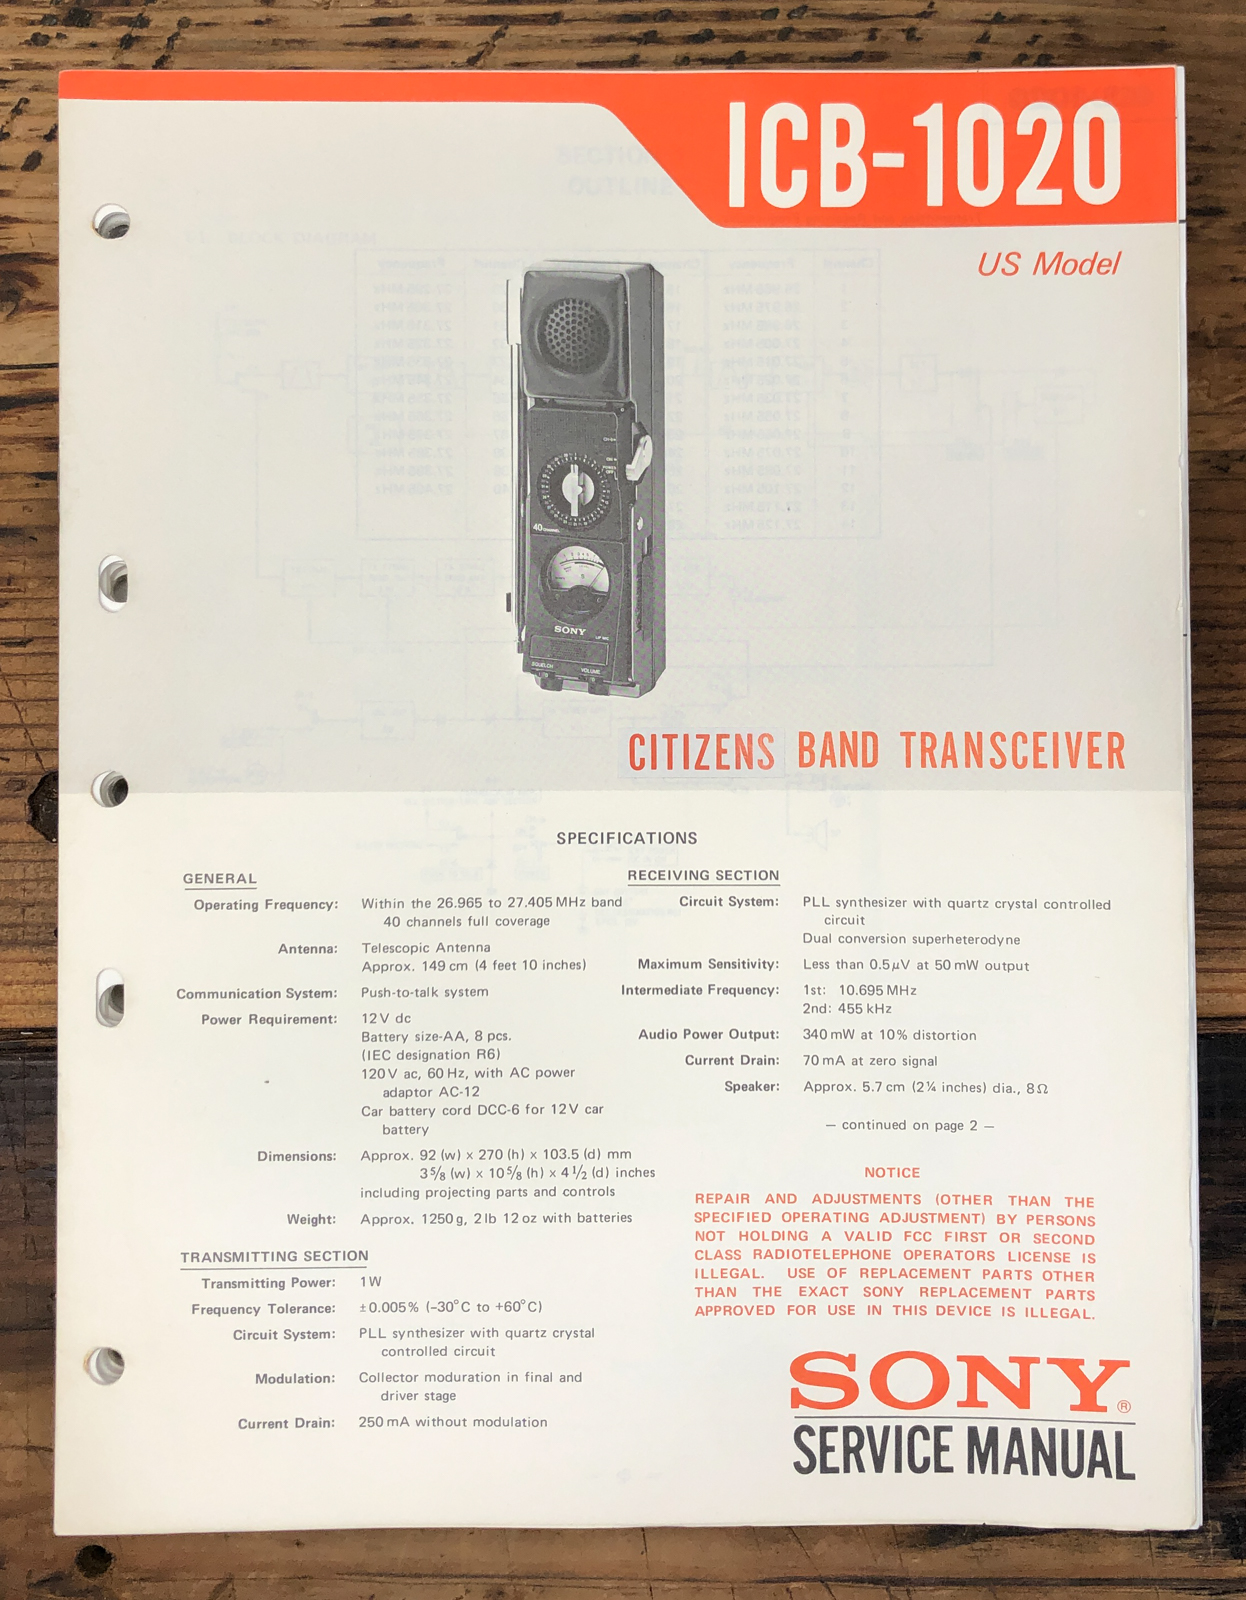 ICB-1020
US Model
40 CHANNEL
SONY
SQUELCH
VOLUME
CITIZENS BAND TRANSCEIVER
SPECIFICATIONS
GENERAL
Operating Frequency: Within the 26.965 to 27.405 MHz band
40 channels full coverage
Antenna: Telescopic Antenna
Approx. 149 cm (4 feet 10 inches)
Communication System: Push-to-talk system
Power Requirement: 12 V dc
Battery size-AA, 8 pcs.
(IEC designation R6)
120 V ac, 60 Hz, with AC power
adaptor AC-12
Car battery cord DCC-6 for 12 V car
battery
Dimensions: Approx. 92 (w) x 270 (h) x 103.5 (d) mm
3 5/8 (w) x 10 5/8 (h) x 4 1/2 (d) inches
including projecting parts and controls
Weight: Approx. 1250 g, 2 lb 12 oz with batteries
TRANSMITTING SECTION
Transmitting Power: 1 W
Frequency Tolerance: ±0.005% (-30°C to +60°C)
Circuit System: PLL synthesizer with quartz crystal
controlled circuit
Modulation: Collector moduration in final and
driver stage
Current Drain: 250 mA without modulation
RECEIVING SECTION
Circuit System: PLL synthesizer with quartz crystal controlled
circuit
Dual conversion superheterodyne
Maximum Sensitivity: Less than 0.5 μV at 50 mW output
Intermediate Frequency: 1st: 10.695 MHz
2nd: 455 kHz
Audio Power Output: 340 mW at 10% distortion
Current Drain: 70 mA at zero signal
Speaker: Approx. 5.7 cm (2¼ inches) dia., 8 Ω
— continued on page 2 —
NOTICE
REPAIR AND ADJUSTMENTS (OTHER THAN THE
SPECIFIED OPERATING ADJUSTMENT) BY PERSONS
NOT HOLDING A VALID FCC FIRST OR SECOND
CLASS RADIOTELEPHONE OPERATORS LICENSE IS
ILLEGAL. USE OF REPLACEMENT PARTS OTHER
THAN THE EXACT SONY REPLACEMENT PARTS
APPROVED FOR USE IN THIS DEVICE IS ILLEGAL.
SONY®
SERVICE MANUAL